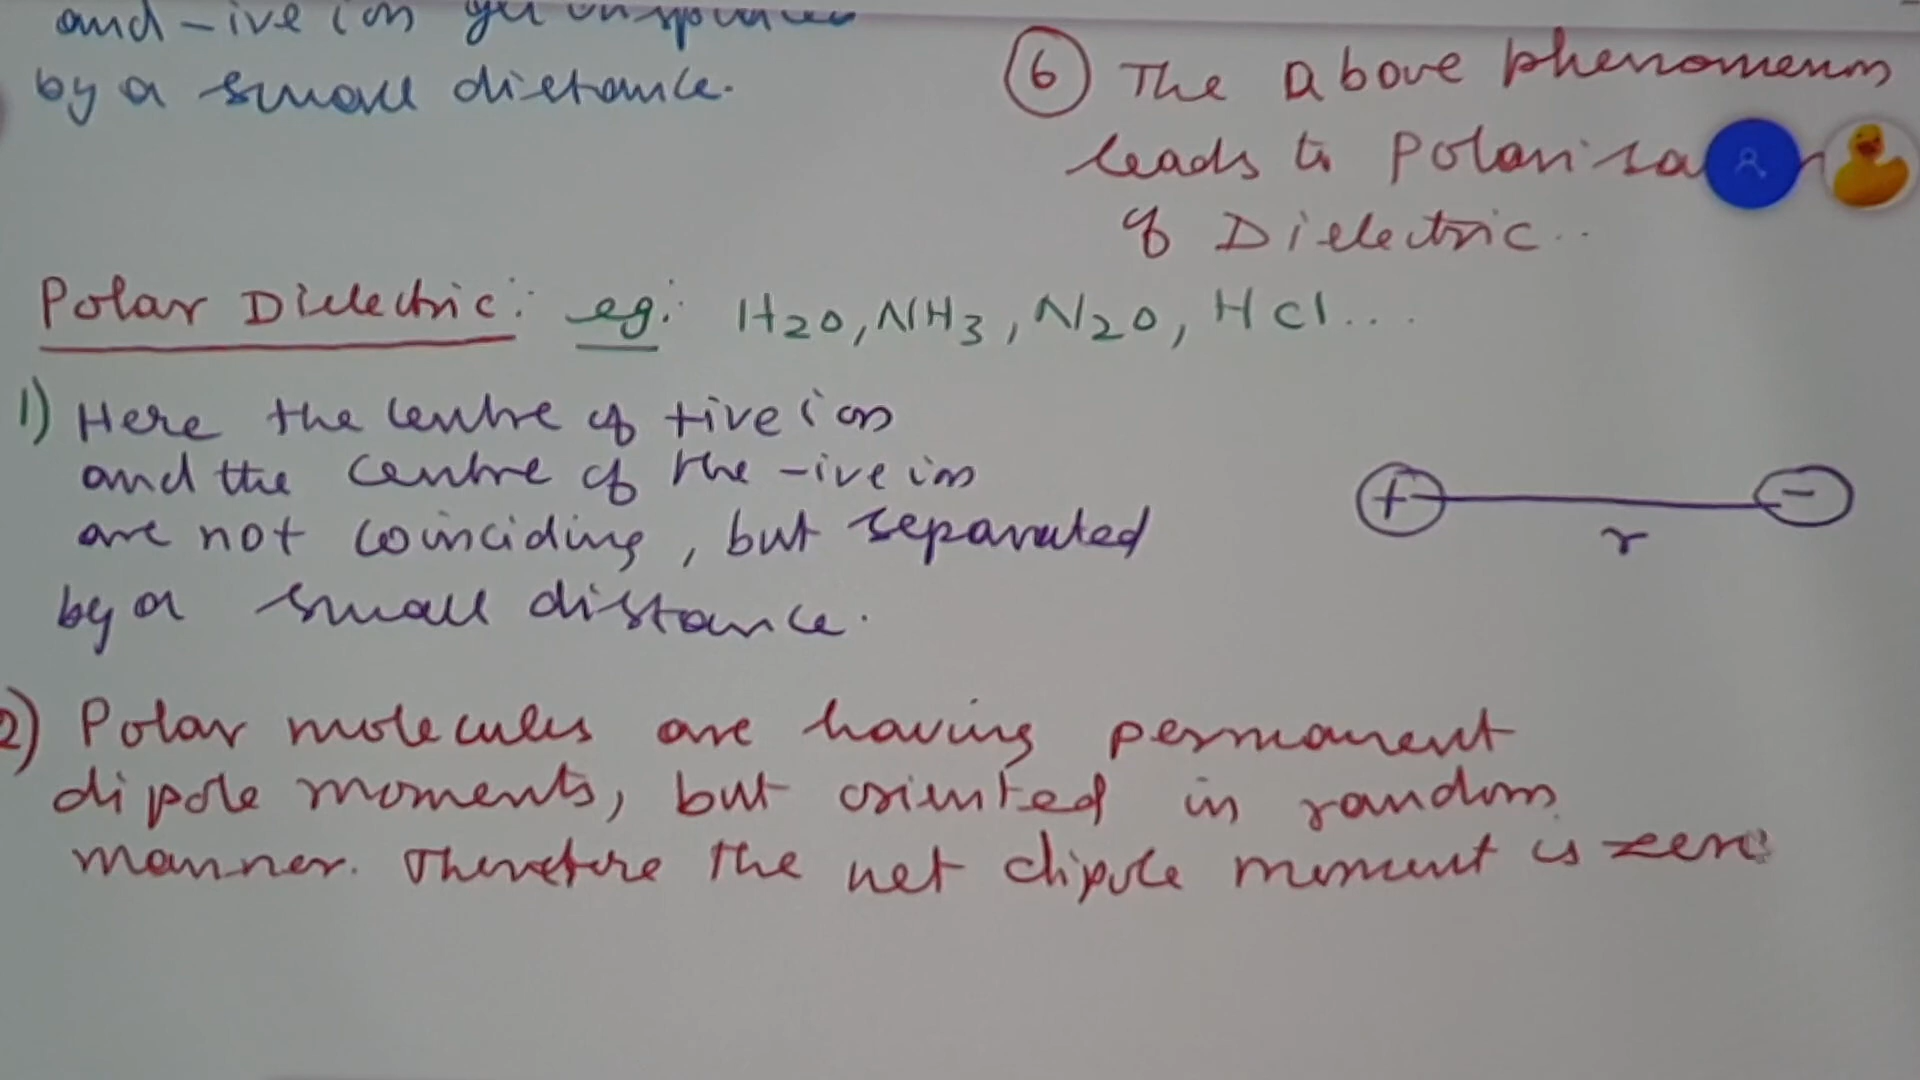 and -ive ion get
by a small distance.
6 The above phenomenon
leads to Polarisa
of Dielectric..
Polar Dielectric: eg: H2O, NH3, N2O, HCl...
1) Here the centre of +ive ion
and the centre of the -ive ion
are not coinciding, but separated
by a small distance.
+ -
r
2) Polar molecules are having permanent
dipole moments, but oriented in random
manner. Therefore the net dipole moment is zero